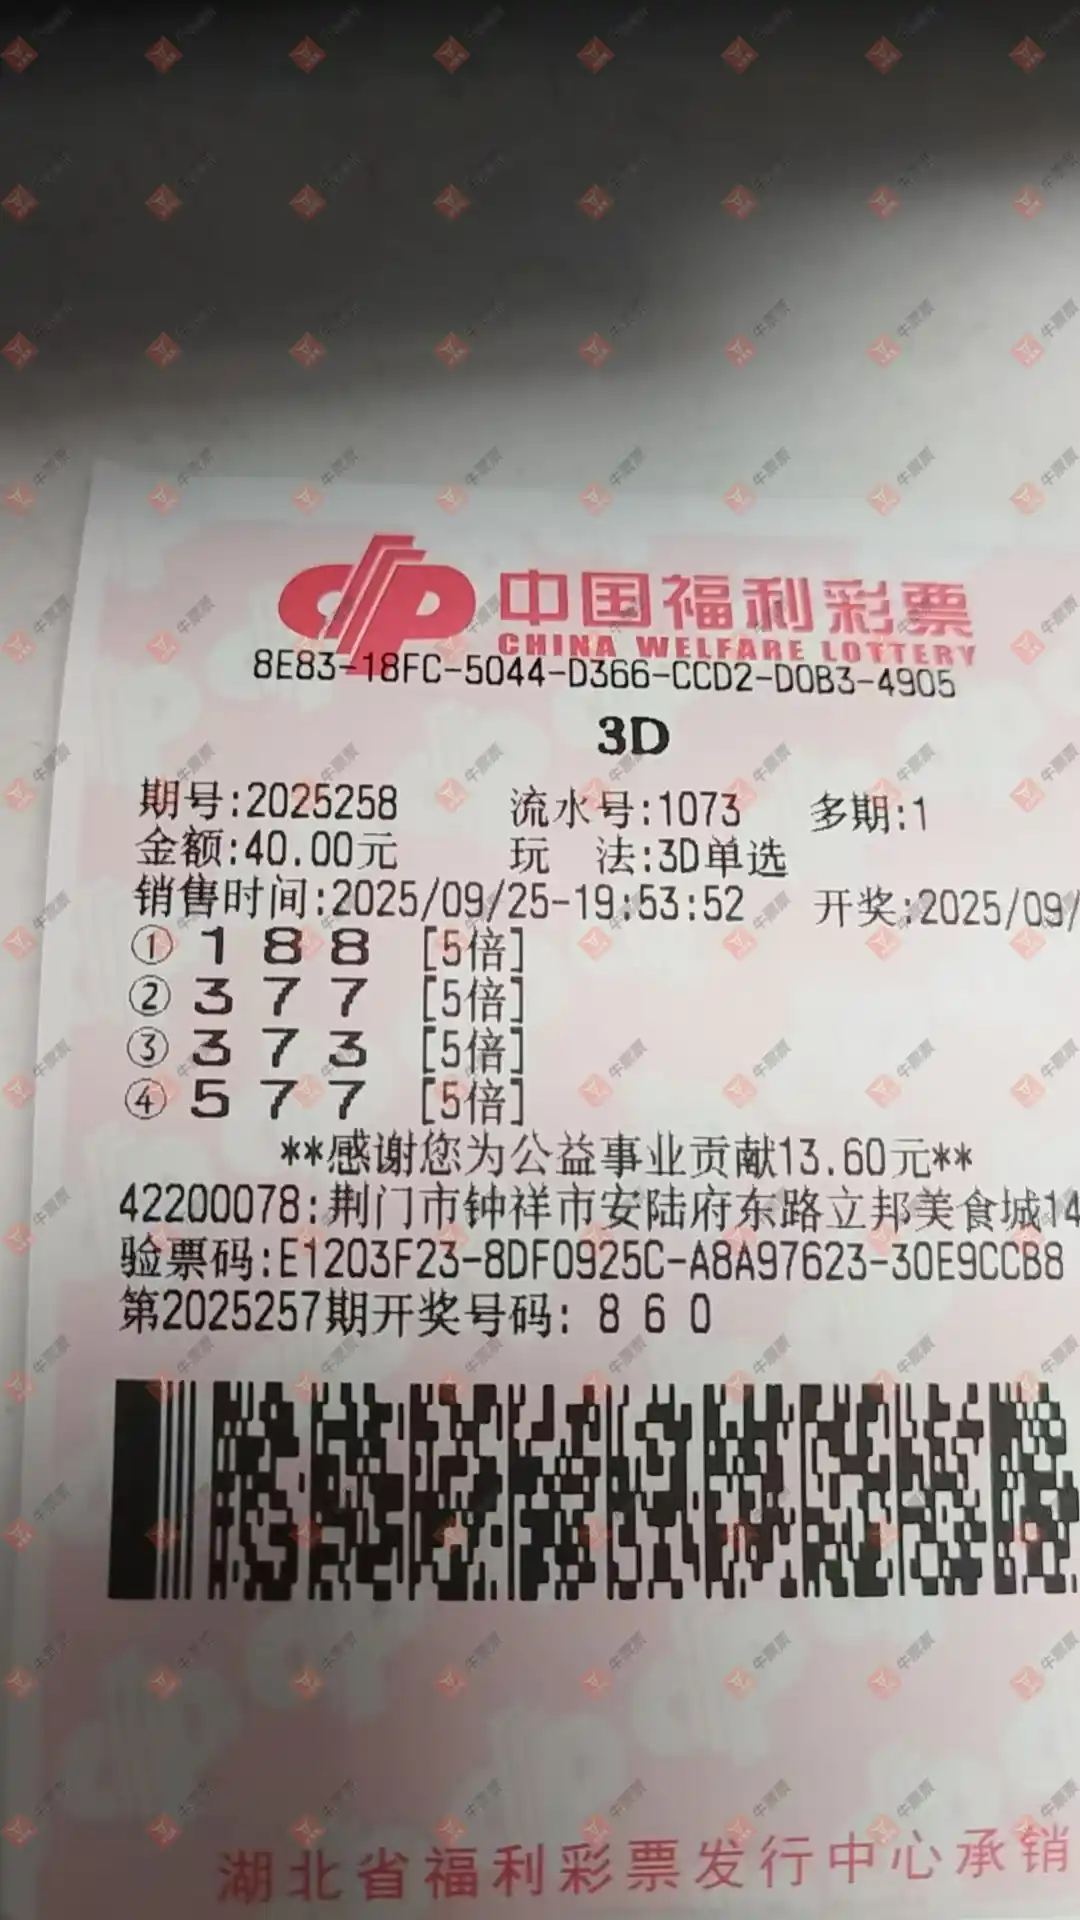 中国福利彩票
CHINA WELFARE LOTTERY
8E83-18FC-5044-D366-CCD2-D0B3-4905
3D
期号:2025258 流水号:1073 多期:1
金额:40.00元 玩 法:3D单选
销售时间:2025/09/25-19:53:52 开奖:2025/09/
① 1 8 8 [5倍]
② 3 7 7 [5倍]
③ 3 7 3 [5倍]
④ 5 7 7 [5倍]
**感谢您为公益事业贡献13.60元**
42200078:荆门市钟祥市安陆府东路立邦美食城14
验票码:E1203F23-8DF0925C-A8A97623-30E9CCB8
第2025257期开奖号码: 8 6 0
湖北省福利彩票发行中心承销
牛票票